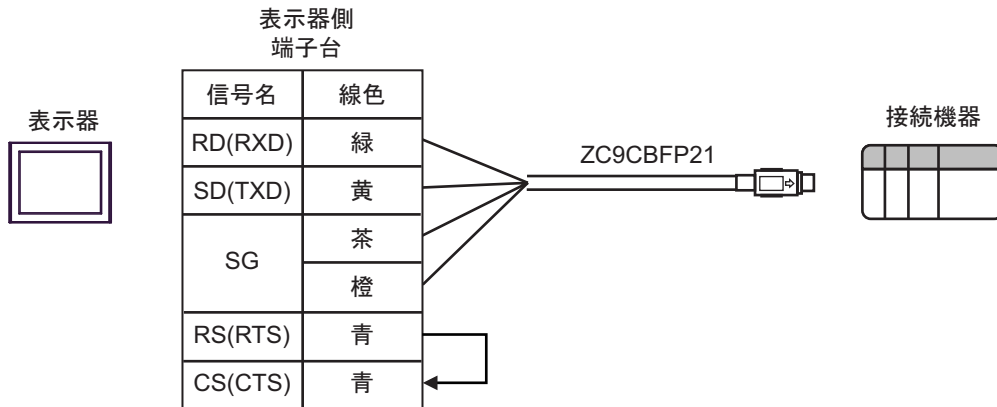 表示器側
端子台
信号名 線色
表示器
接続機器
RD(RXD) 緑
ZC9CBFP21
SD(TXD) 黄
SG
茶
橙
RS(RTS) 青
CS(CTS) 青